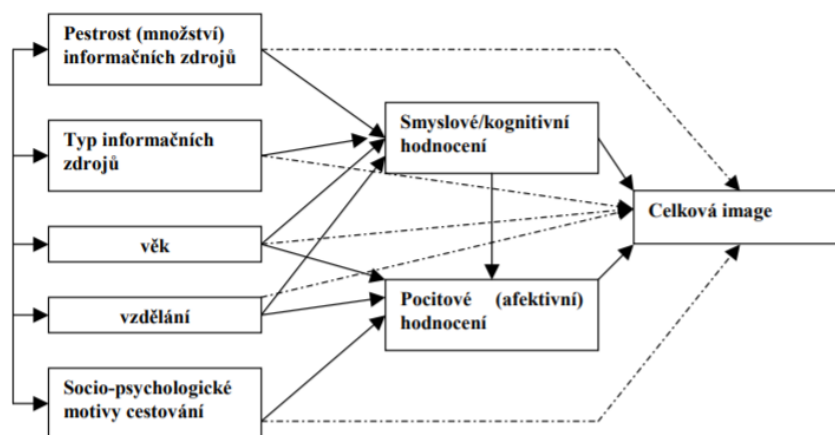 Pestrost (množství)
informačních zdrojů
Typ informačních
zdrojů
věk
vzdělání
Socio-psychologické
motivy cestování
Smyslové/kognitivní
hodnocení
Pocitové (afektivní)
hodnocení
Celková image